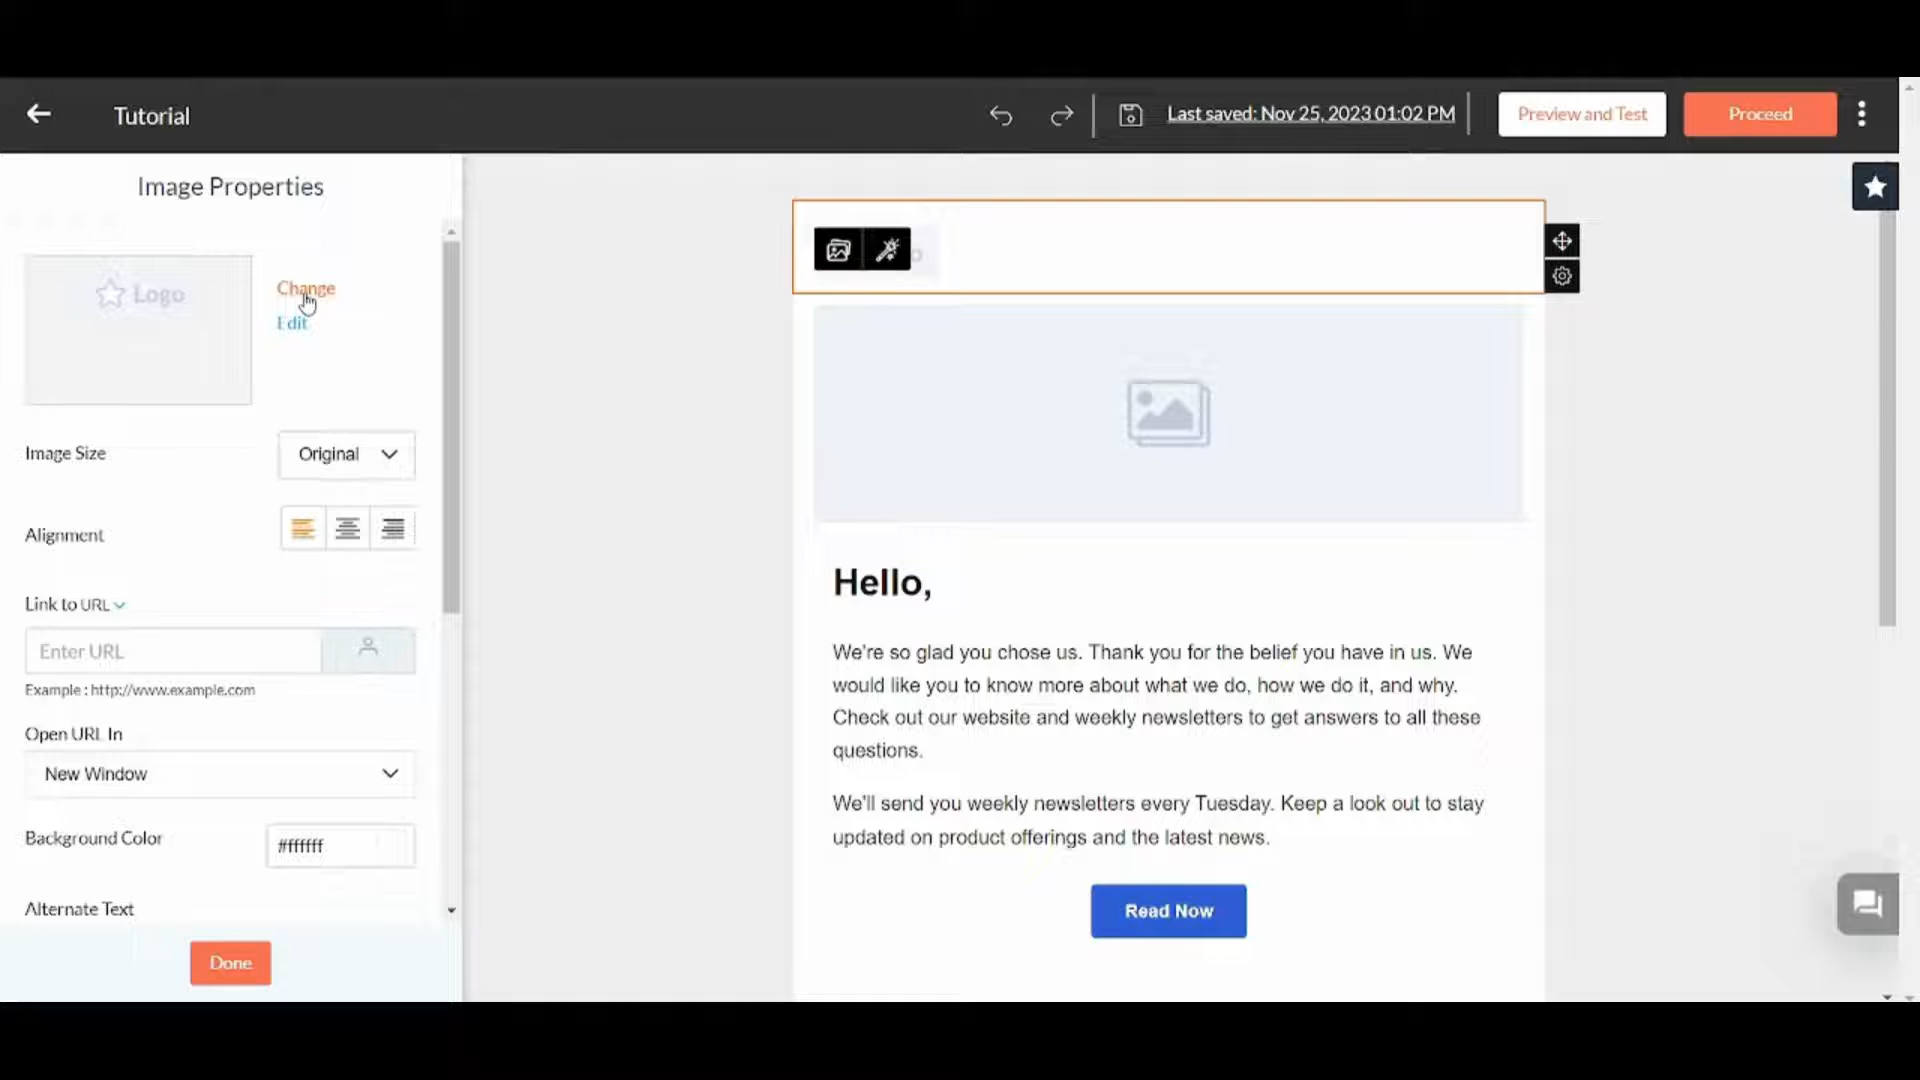 Tutorial
Last saved: Nov 25, 2023 01:02 PM
Preview and Test
Proceed
Image Properties
Logo
Change
Edit
Image Size
Original
Alignment
Link to URL
Enter URL
Example : http://www.example.com
Open URL In
New Window
Background Color
#ffffff
Alternate Text
Done
Hello,
We're so glad you chose us. Thank you for the belief you have in us. We
would like you to know more about what we do, how we do it, and why.
Check out our website and weekly newsletters to get answers to all these
questions.
We'll send you weekly newsletters every Tuesday. Keep a look out to stay
updated on product offerings and the latest news.
Read Now